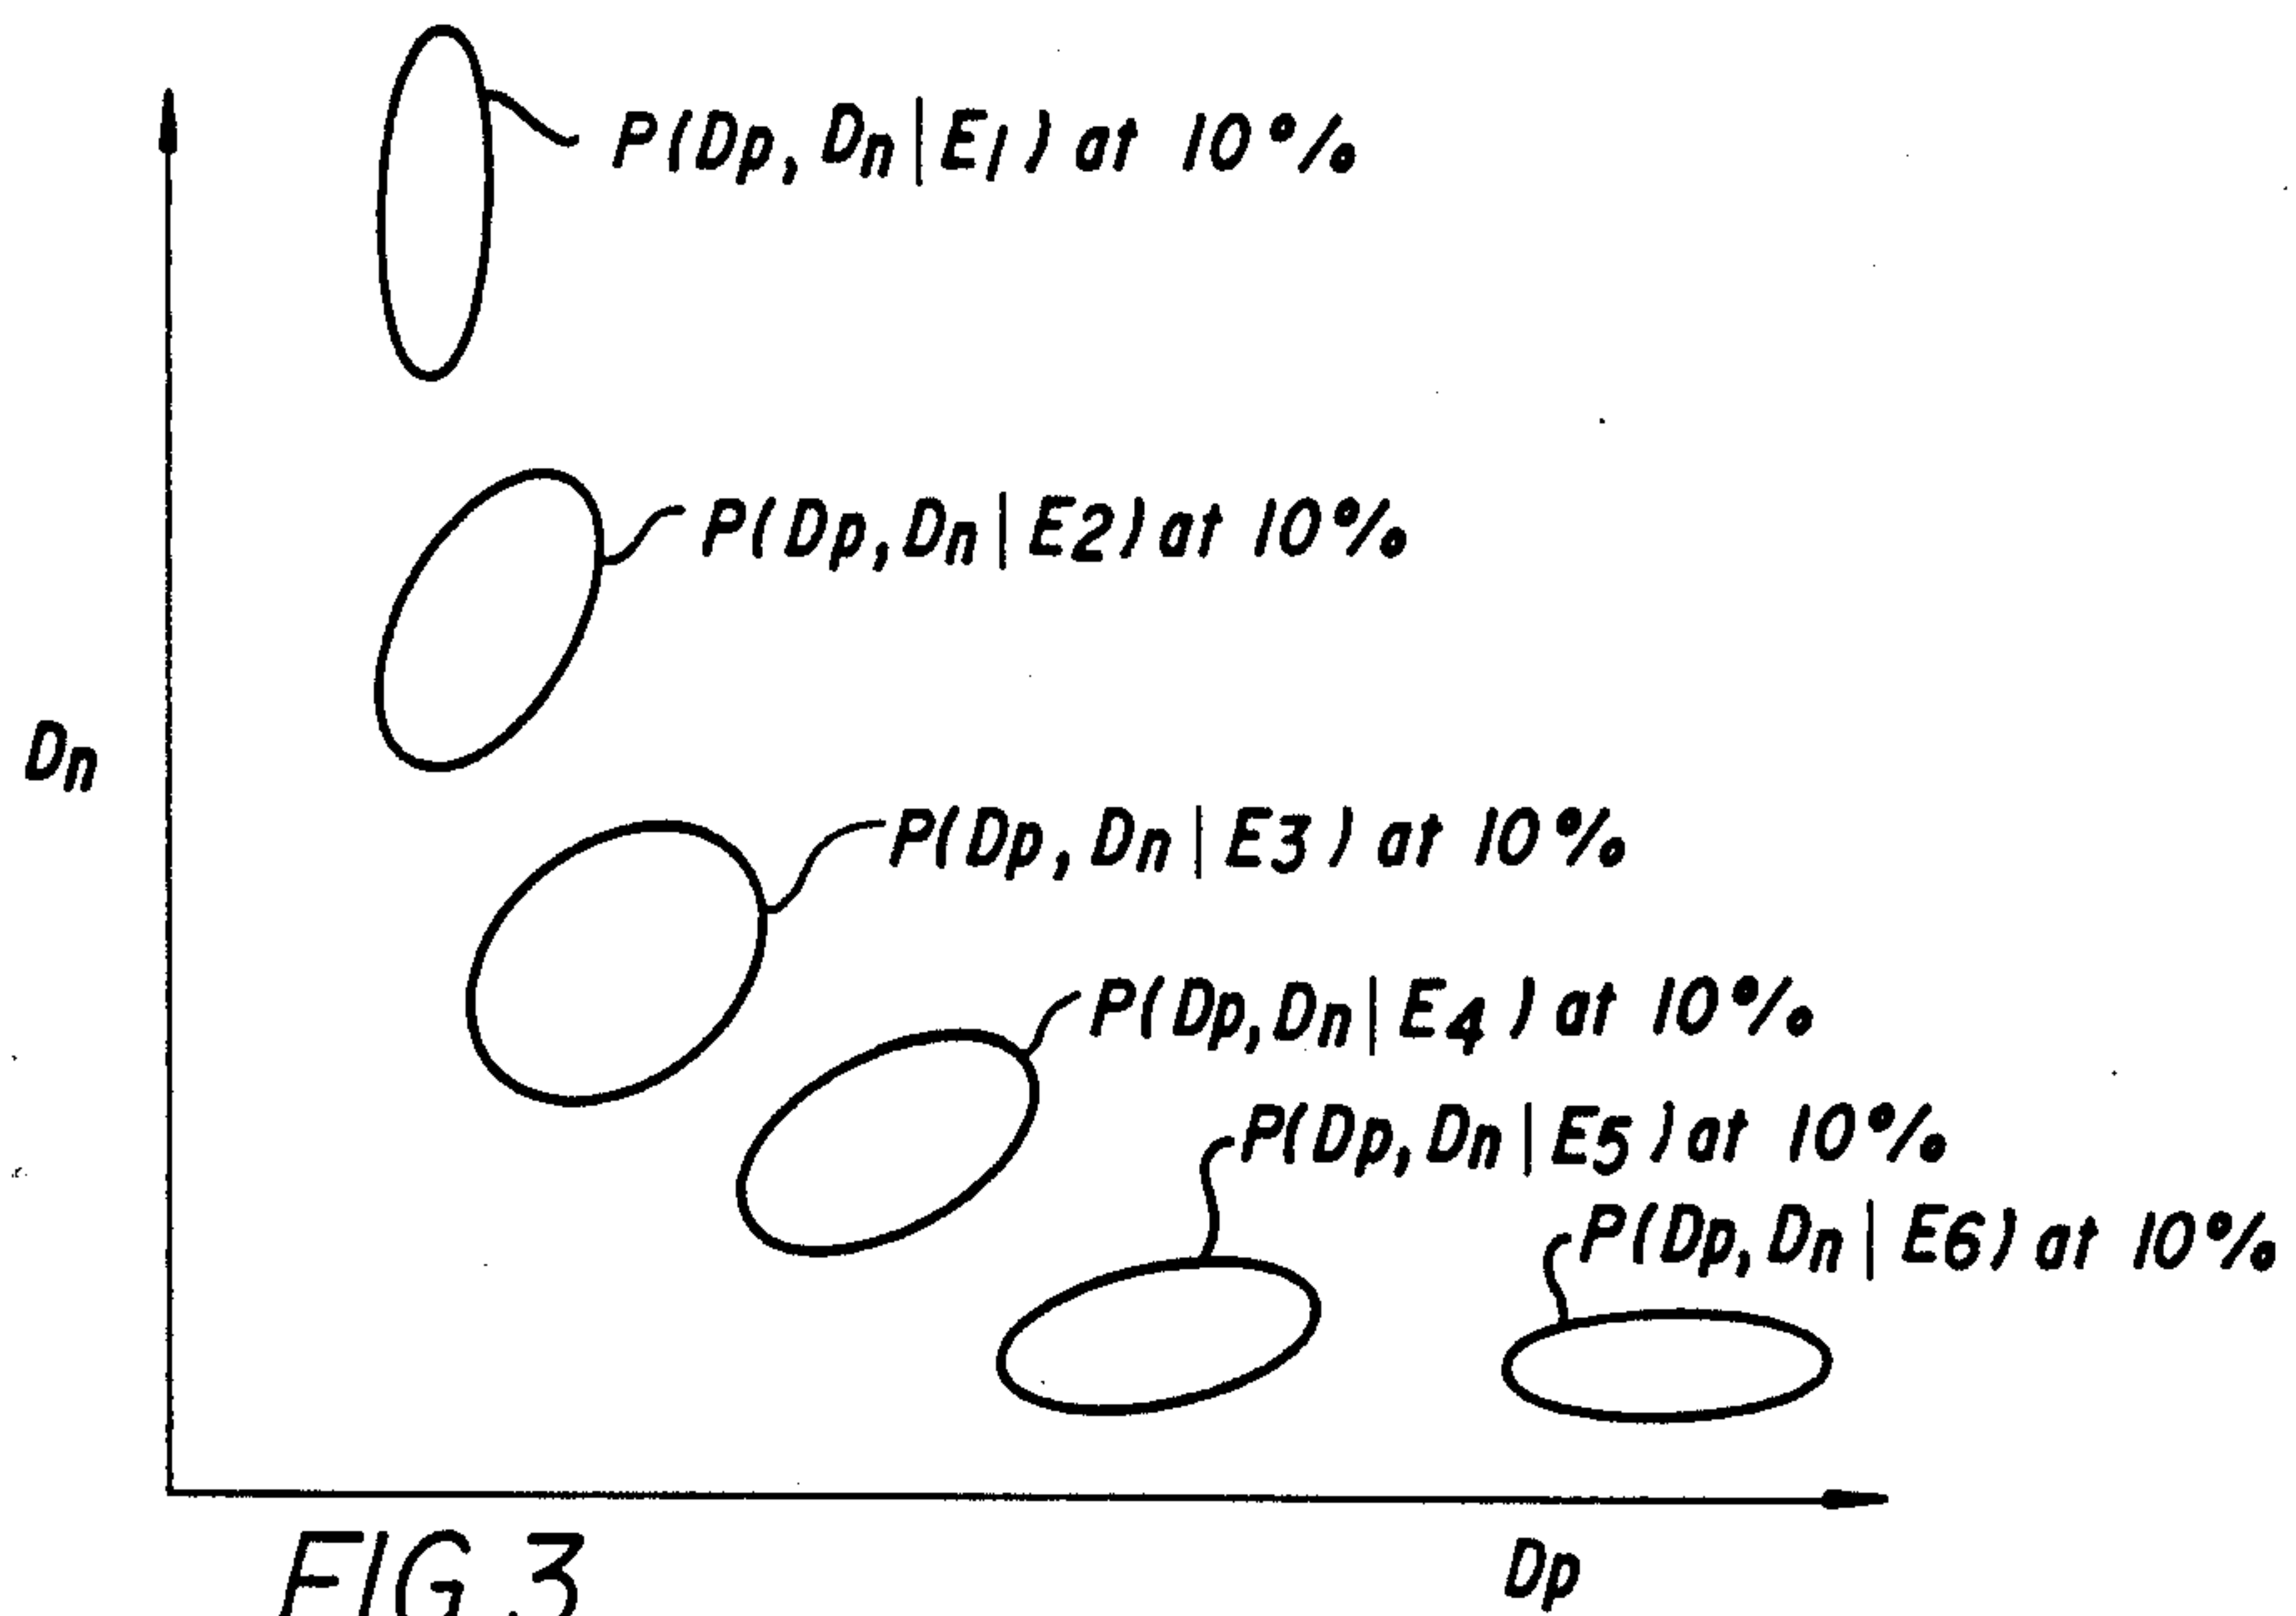 P(Dp, Dn|E1) at 10%
P(Dp, Dn|E2) at 10%
Dn
P(Dp, Dn|E3) at 10%
P(Dp, Dn|E4) at 10%
P(Dp, Dn|E5) at 10%
P(Dp, Dn|E6) at 10%
Dp
FIG. 3